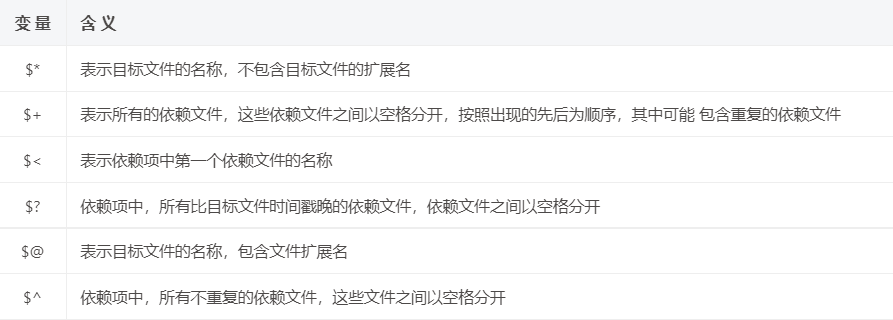 变量 含义
$* 表示目标文件的名称，不包含目标文件的扩展名
$+ 表示所有的依赖文件，这些依赖文件之间以空格分开，按照出现的先后为顺序，其中可能 包含重复的依赖文件
$< 表示依赖项中第一个依赖文件的名称
$? 依赖项中，所有比目标文件时间戳晚的依赖文件，依赖文件之间以空格分开
$@ 表示目标文件的名称，包含文件扩展名
$^ 依赖项中，所有不重复的依赖文件，这些文件之间以空格分开